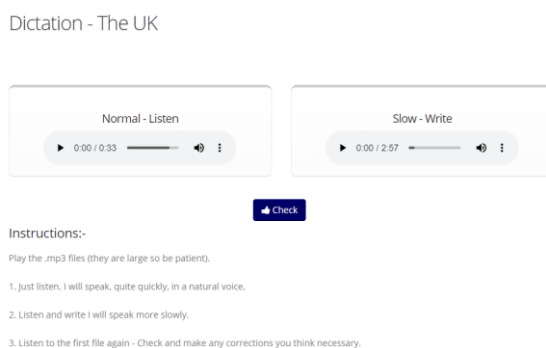 Dictation - The UK
Normal - Listen
0:00 / 0:33
Slow - Write
0:00 / 2:57
Check
Instructions:-
Play the .mp3 files (they are large so be patient).
1. Just listen. I will speak, quite quickly, in a natural voice.
2. Listen and write I will speak more slowly.
3. Listen to the first file again - Check and make any corrections you think necessary.